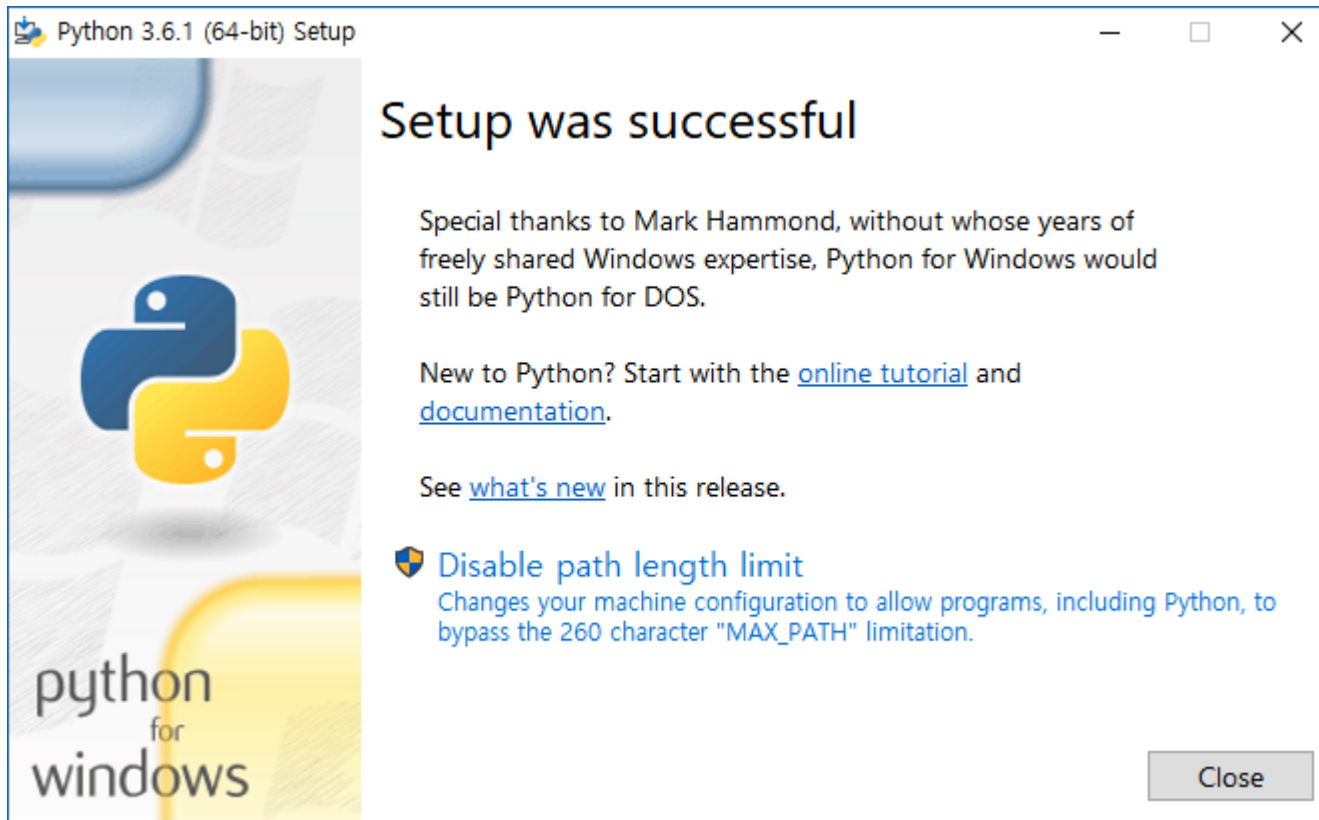 Python 3.6.1 (64-bit) Setup
Setup was successful
Special thanks to Mark Hammond, without whose years of
freely shared Windows expertise, Python for Windows would
still be Python for DOS.
New to Python? Start with the online tutorial and
documentation.
See what's new in this release.
Disable path length limit
Changes your machine configuration to allow programs, including Python, to
bypass the 260 character "MAX_PATH" limitation.
python
for
windows
Close